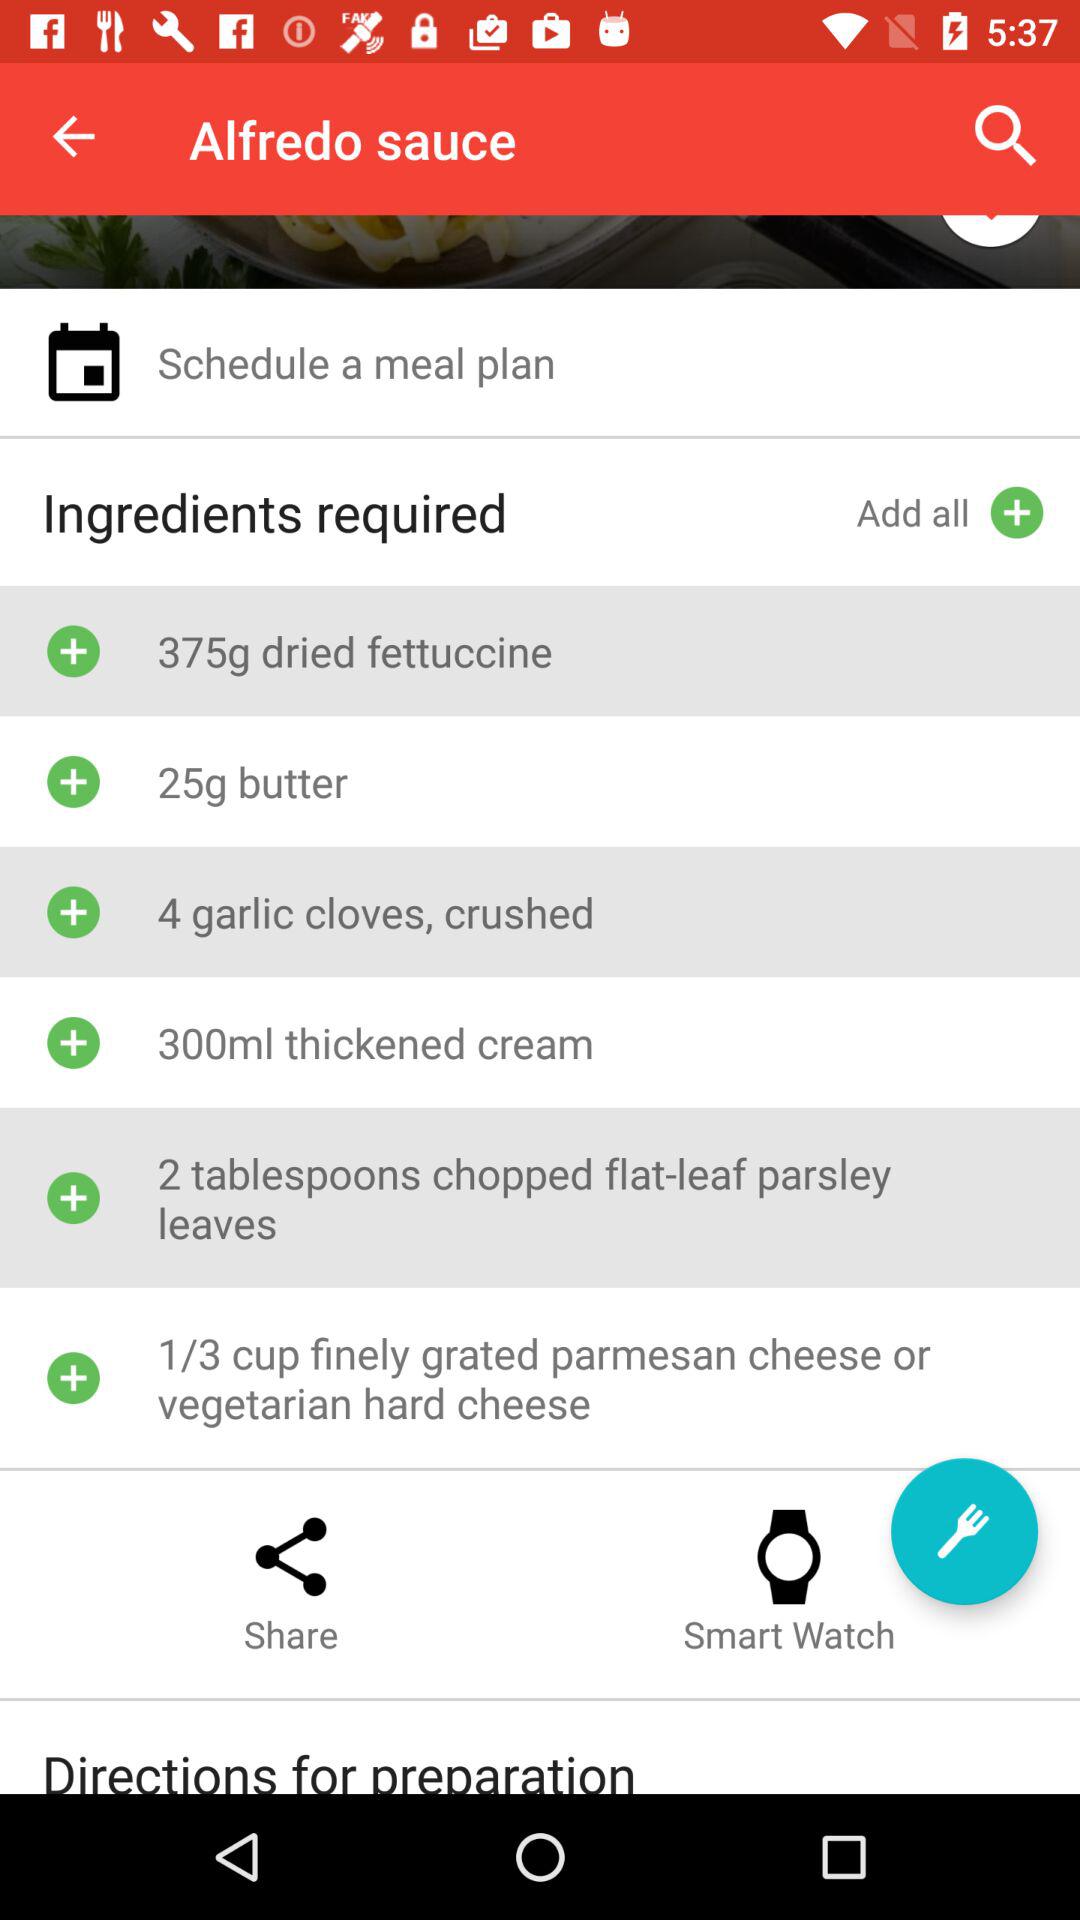 FAKE
5:37
Alfredo sauce
Schedule a meal plan
Ingredients required
Add all
375g dried fettuccine
25g butter
4 garlic cloves, crushed
300ml thickened cream
2 tablespoons chopped flat-leaf parsley
leaves
1/3 cup finely grated parmesan cheese or
vegetarian hard cheese
Share
Smart Watch
Directions for preparation